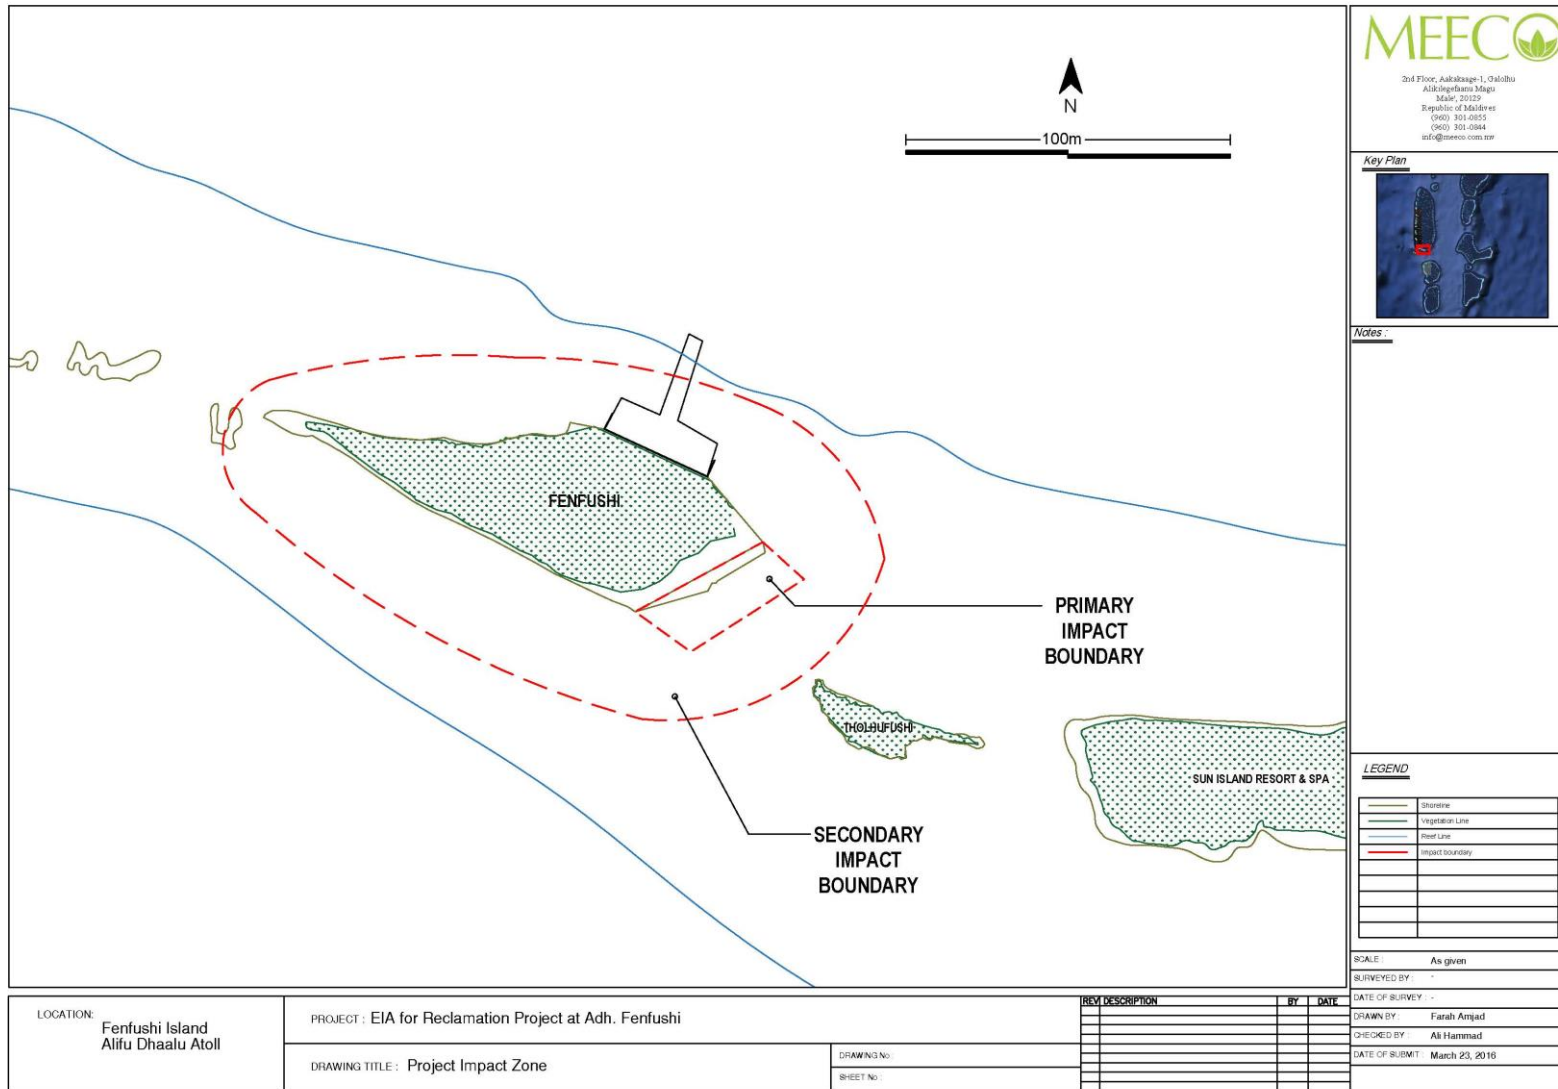 MEECO
2nd Floor, Aakakaage-1, Galolhu
Alikilegefaanu Magu
Male', 20129
Republic of Maldives
(960) 301-0855
(960) 301-0844
info@meeco.com.mv
Key Plan
Notes :
N
100m
FENFUSHI
PRIMARY
IMPACT
BOUNDARY
THOLHUFUSHI
SUN ISLAND RESORT & SPA
SECONDARY
IMPACT
BOUNDARY
LEGEND
Shoreline
Vegetation Line
Reef Line
Impact boundary
SCALE : As given
SURVEYED BY : -
DATE OF SURVEY : -
DRAWN BY : Farah Amjad
CHECKED BY : Ali Hammad
DATE OF SUBMIT : March 23, 2016
LOCATION:
Fenfushi Island
Alifu Dhaalu Atoll
PROJECT : EIA for Reclamation Project at Adh. Fenfushi
DRAWING TITLE : Project Impact Zone
DRAWING No :
SHEET No :
REV DESCRIPTION BY DATE